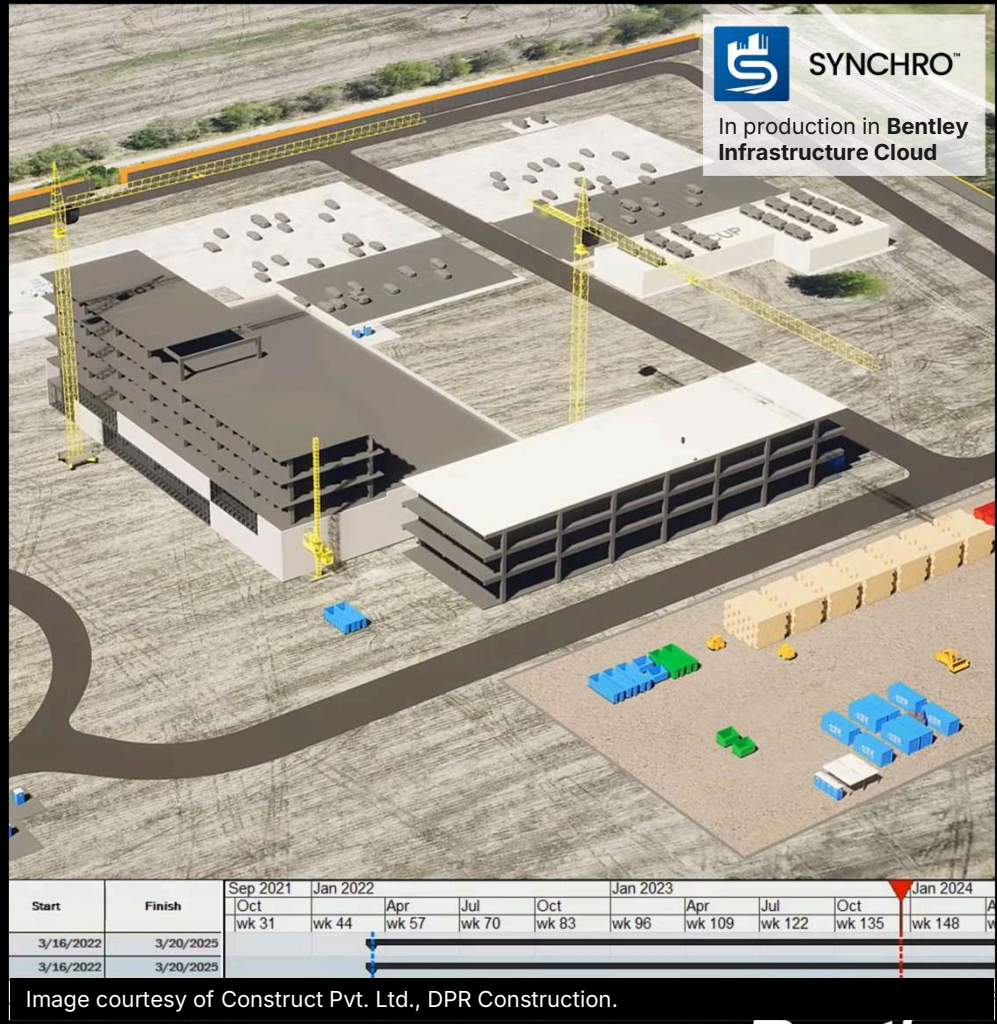 SYNCHRO™
In production in Bentley
Infrastructure Cloud
CUP
Start Finish Sep 2021 Jan 2022 Jan 2023 Jan 2024
Oct Apr Jul Oct Apr Jul Oct
wk 31 wk 44 wk 57 wk 70 wk 83 wk 96 wk 109 wk 122 wk 135 wk 148
3/16/2022 3/20/2025
3/16/2022 3/20/2025
Image courtesy of Construct Pvt. Ltd., DPR Construction.